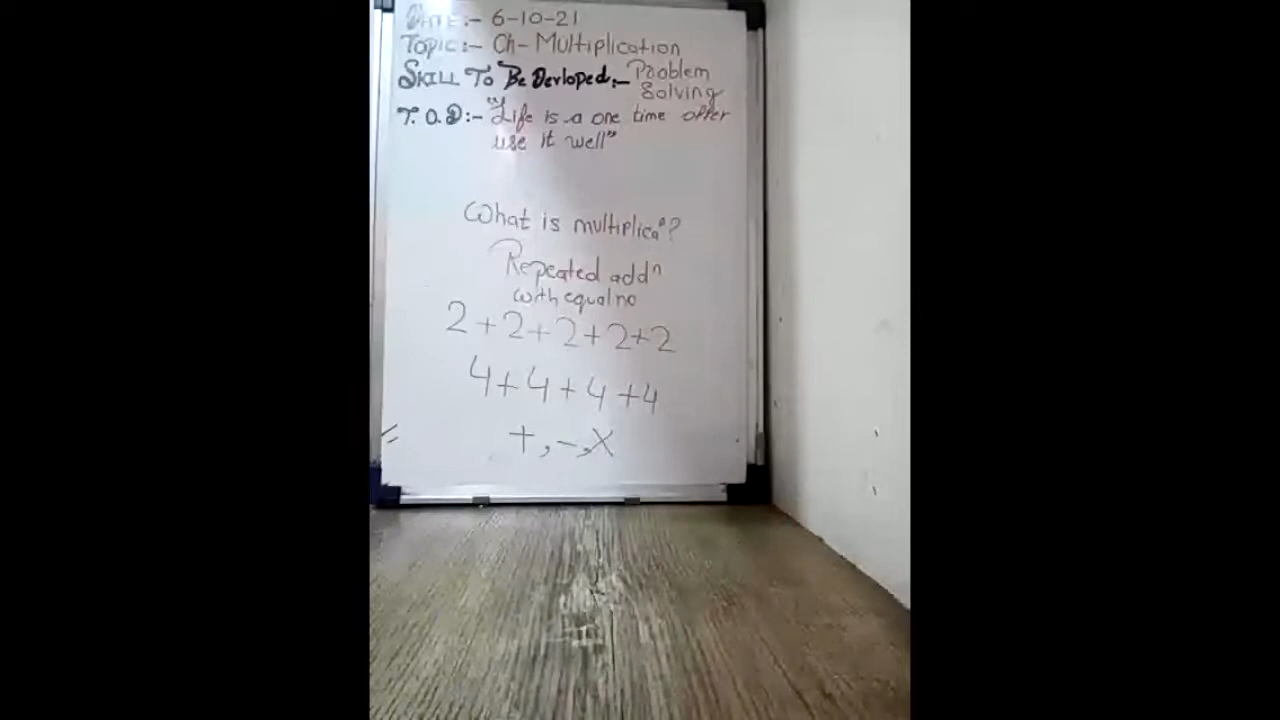 DATE:- 6-10-21
Topic:- Ch- Multiplication
SKILL To Be Devloped:- Problem
Solving
T.O.D:- "Life is a one time offer
use it well"
What is multiplicaⁿ?
Repeated addⁿ
with equal no
2+2+2+2+2
4+4+4+4
+,-,X